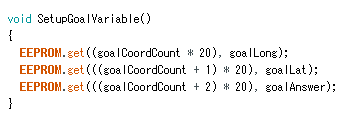 void SetupGoalVariable()
{
  EEPROM.get((goalCoordCount * 20), goalLong);
  EEPROM.get(((goalCoordCount + 1) * 20), goalLat);
  EEPROM.get(((goalCoordCount + 2) * 20), goalAnswer);
}